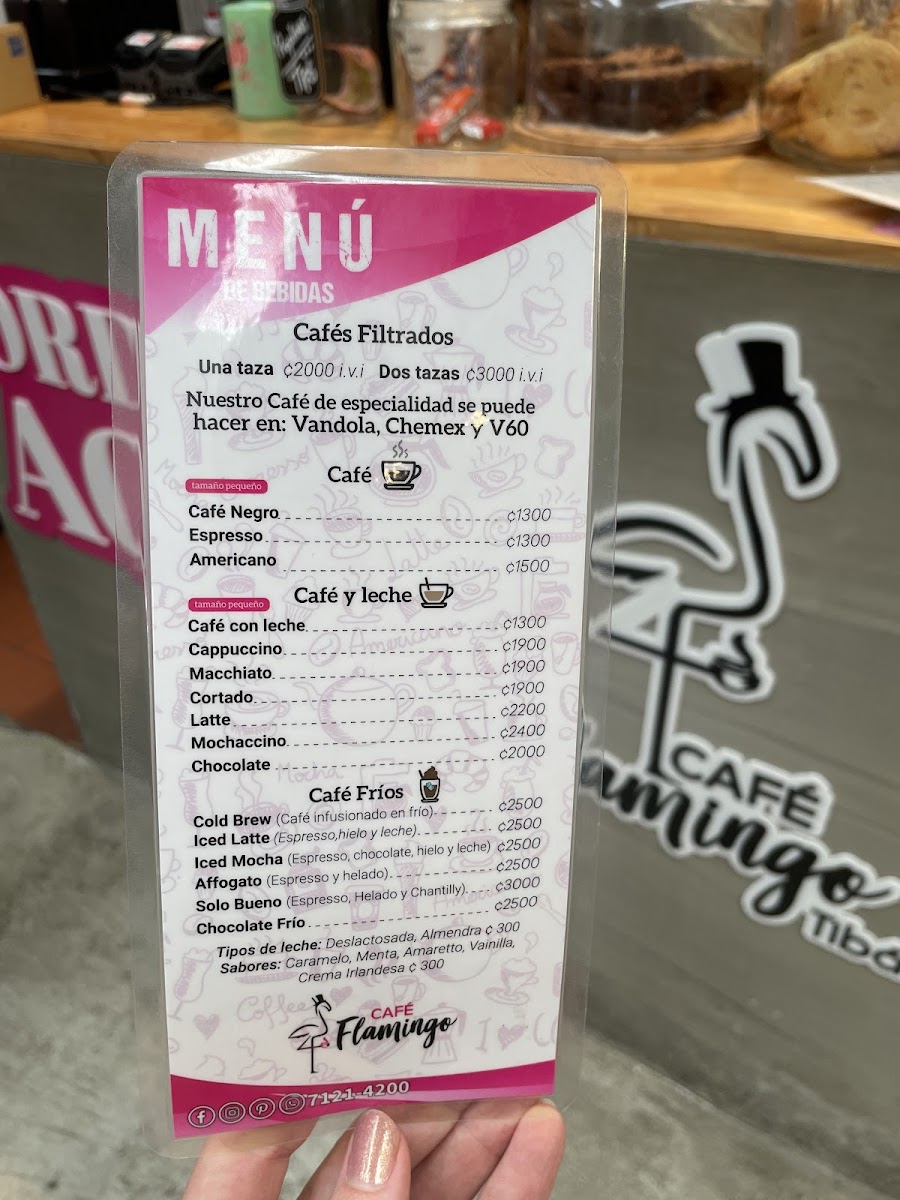 MENÚ
DE BEBIDAS
Cafés Filtrados
Una taza ₡2000 i.v.i Dos tazas ₡3000 i.v.i
Nuestro Café de especialidad se puede
hacer en: Vandola, Chemex y V60
Café
tamaño pequeño
Café Negro ₡1300
Espresso ₡1300
Americano ₡1500
Café y leche
tamaño pequeño
Café con leche ₡1300
Cappuccino ₡1900
Macchiato ₡1900
Cortado ₡1900
Latte ₡2200
Mochaccino ₡2400
Chocolate ₡2000
Café Fríos
Cold Brew (Café infusionado en frío) ₡2500
Iced Latte (Espresso,hielo y leche) ₡2500
Iced Mocha (Espresso, chocolate, hielo y leche) ₡2500
Affogato (Espresso y helado) ₡2500
Solo Bueno (Espresso, Helado y Chantilly) ₡3000
Chocolate Frío ₡2500
Tipos de leche: Deslactosada, Almendra ₡ 300
Sabores: Caramelo, Menta, Amaretto, Vainilla,
Crema Irlandesa ₡ 300
CAFÉ
Flamingo
7121-4200
CAFÉ